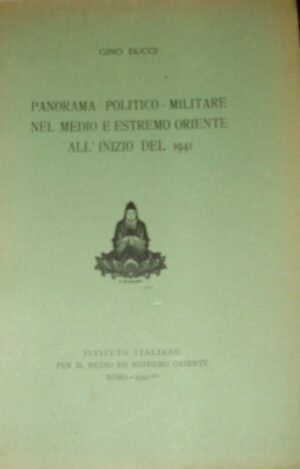 GINO DUCCI
PANORAMA POLITICO - MILITARE
NEL MEDIO E ESTREMO ORIENTE
ALL'INIZIO DEL 1941
ISTITUTO ITALIANO
PER IL MEDIO ED ESTREMO ORIENTE
ROMA - 1941